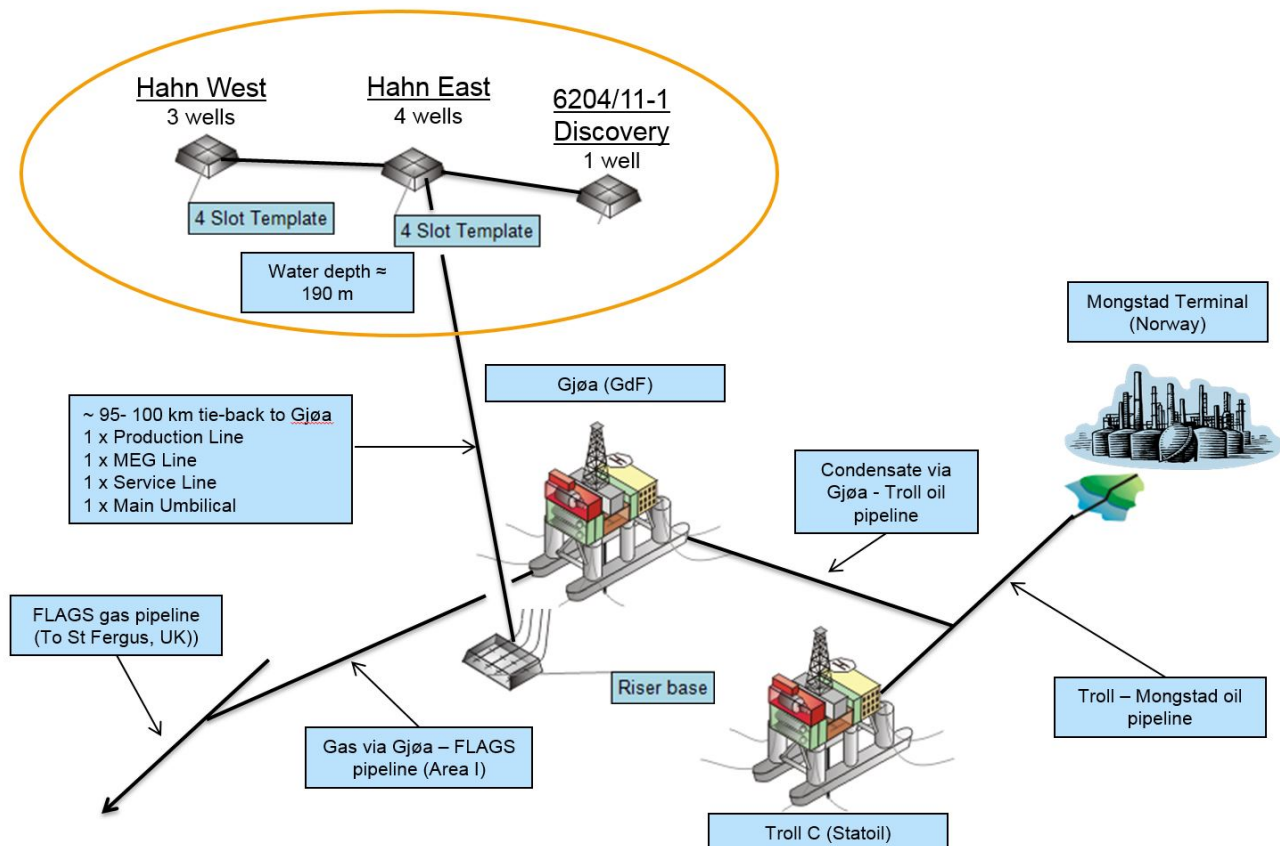 Hahn West
3 wells
Hahn East
4 wells
6204/11-1
Discovery
1 well
4 Slot Template
4 Slot Template
Water depth ≈
190 m
Mongstad Terminal
(Norway)
Gjøa (GdF)
~ 95- 100 km tie-back to Gjøa
1 x Production Line
1 x MEG Line
1 x Service Line
1 x Main Umbilical
Condensate via
Gjøa - Troll oil
pipeline
FLAGS gas pipeline
(To St Fergus, UK))
Riser base
Troll – Mongstad oil
pipeline
Gas via Gjøa – FLAGS
pipeline (Area I)
Troll C (Statoil)